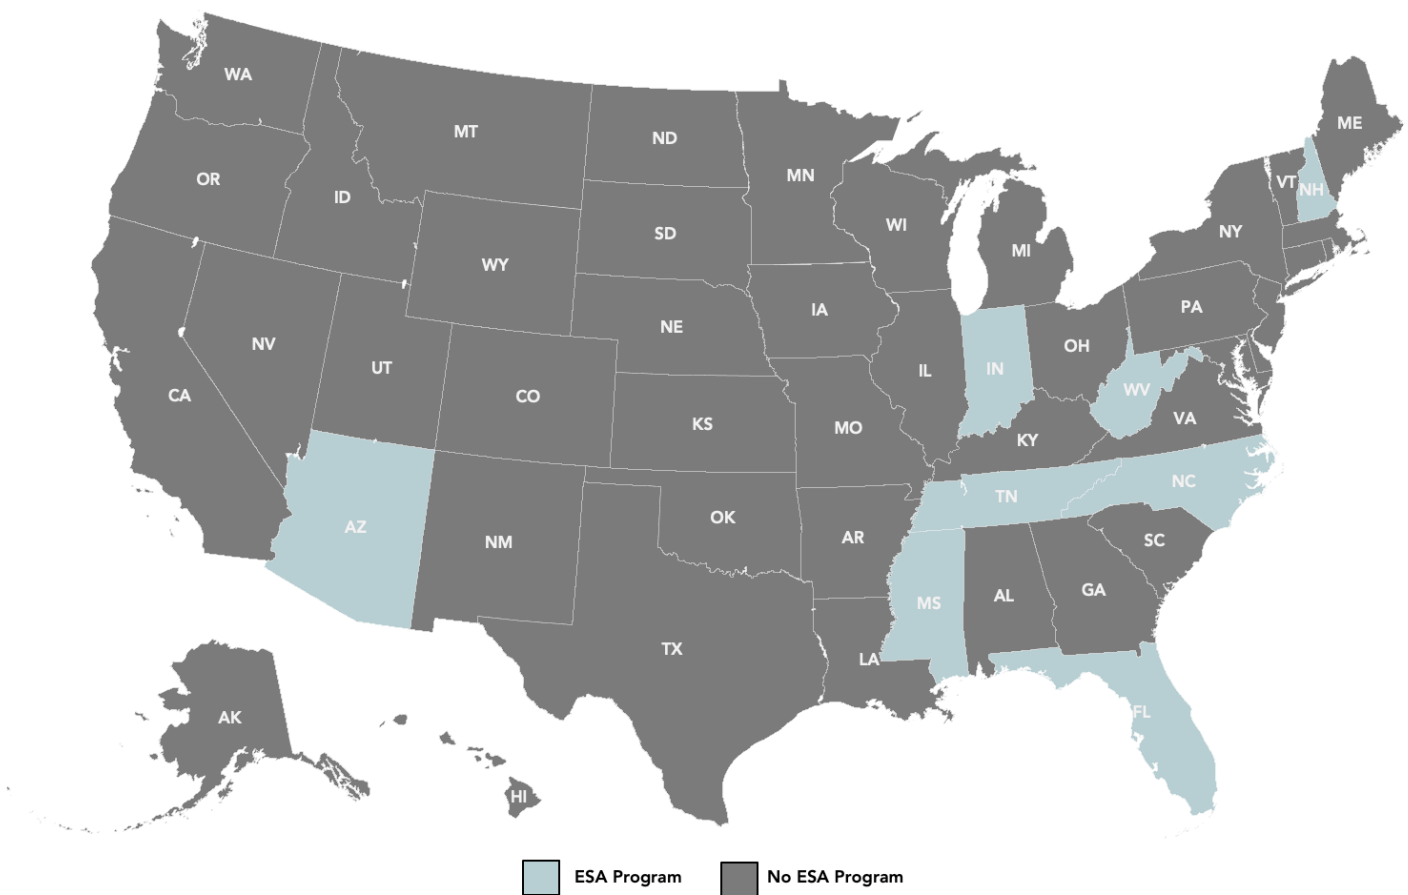 WA
MT
ND
ME
MN
OR
VT
NH
ID
WI
NY
SD
MI
WY
PA
IA
NE
NV
OH
UT
IL
IN
WV
CA
CO
KS
MO
VA
KY
NC
TN
AZ
OK
NM
AR
SC
AL
GA
MS
TX
LA
FL
AK
HI
ESA Program
No ESA Program